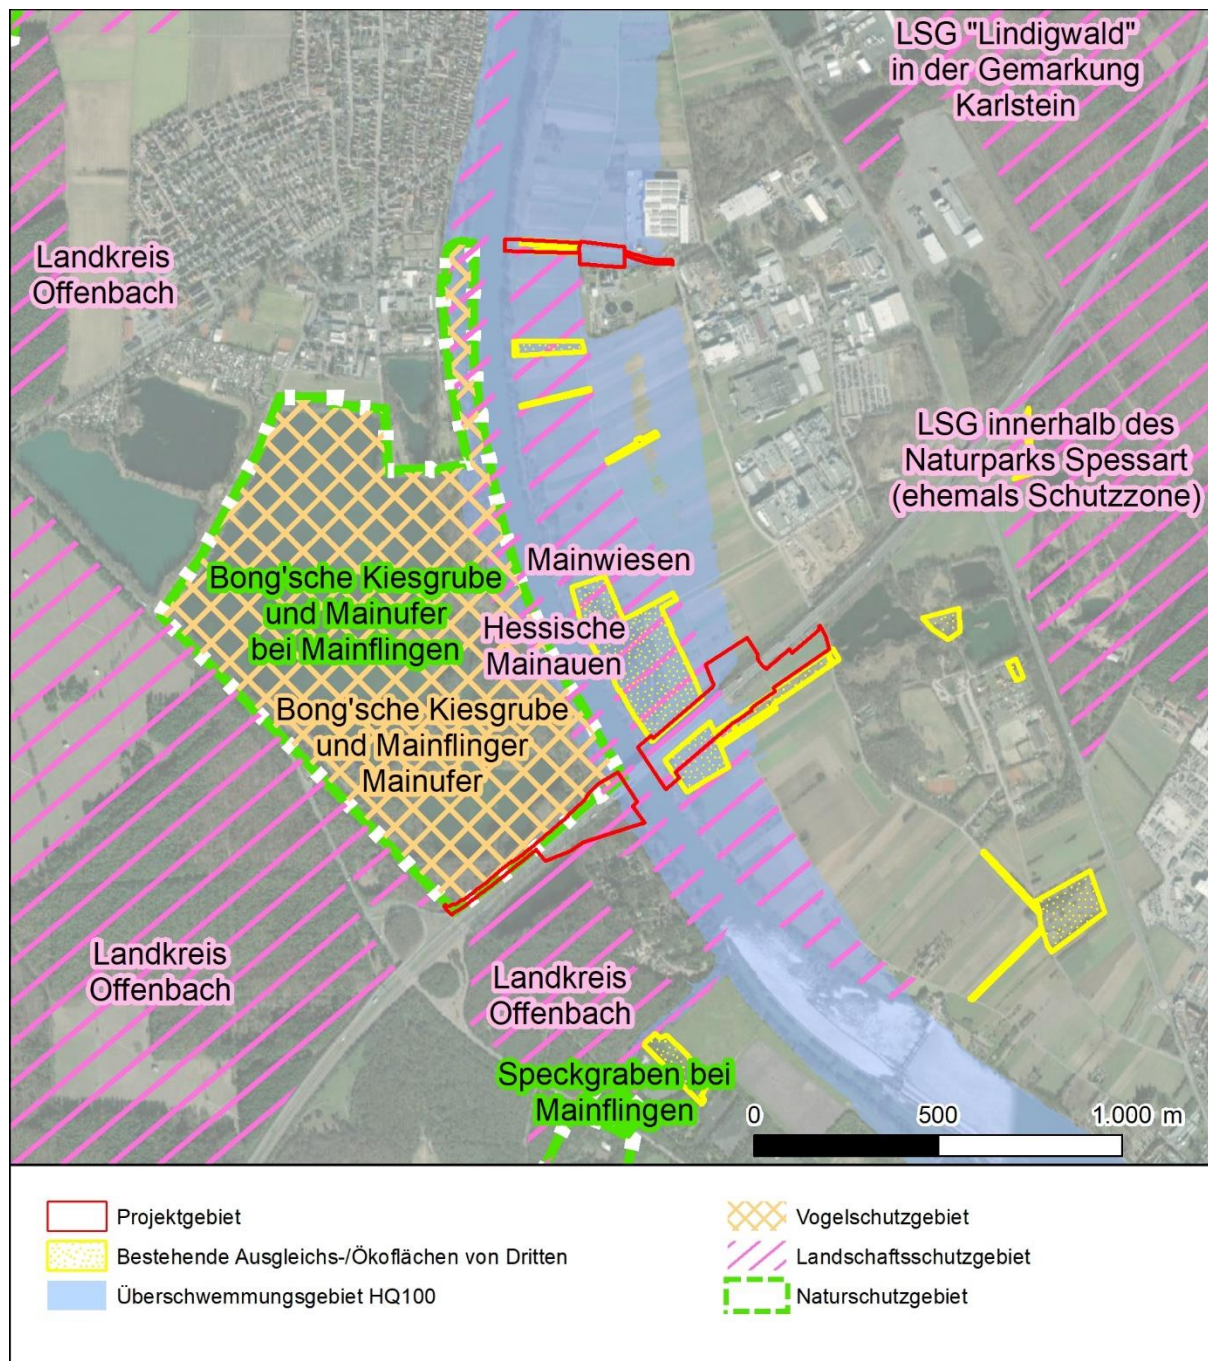 LSG "Lindigwald"
in der Gemarkung
Karlstein
Landkreis
Offenbach
LSG innerhalb des
Naturparks Spessart
(ehemals Schutzzone)
Mainwiesen
Bong'sche Kiesgrube
und Mainufer
bei Mainflingen
Hessische
Mainauen
Bong'sche Kiesgrube
und Mainflinger
Mainufer
Landkreis
Offenbach
Landkreis
Offenbach
Speckgraben bei
Mainflingen
0 500 1.000 m
Projektgebiet
Bestehende Ausgleichs-/Ökoflächen von Dritten
Überschwemmungsgebiet HQ100
Vogelschutzgebiet
Landschaftsschutzgebiet
Naturschutzgebiet